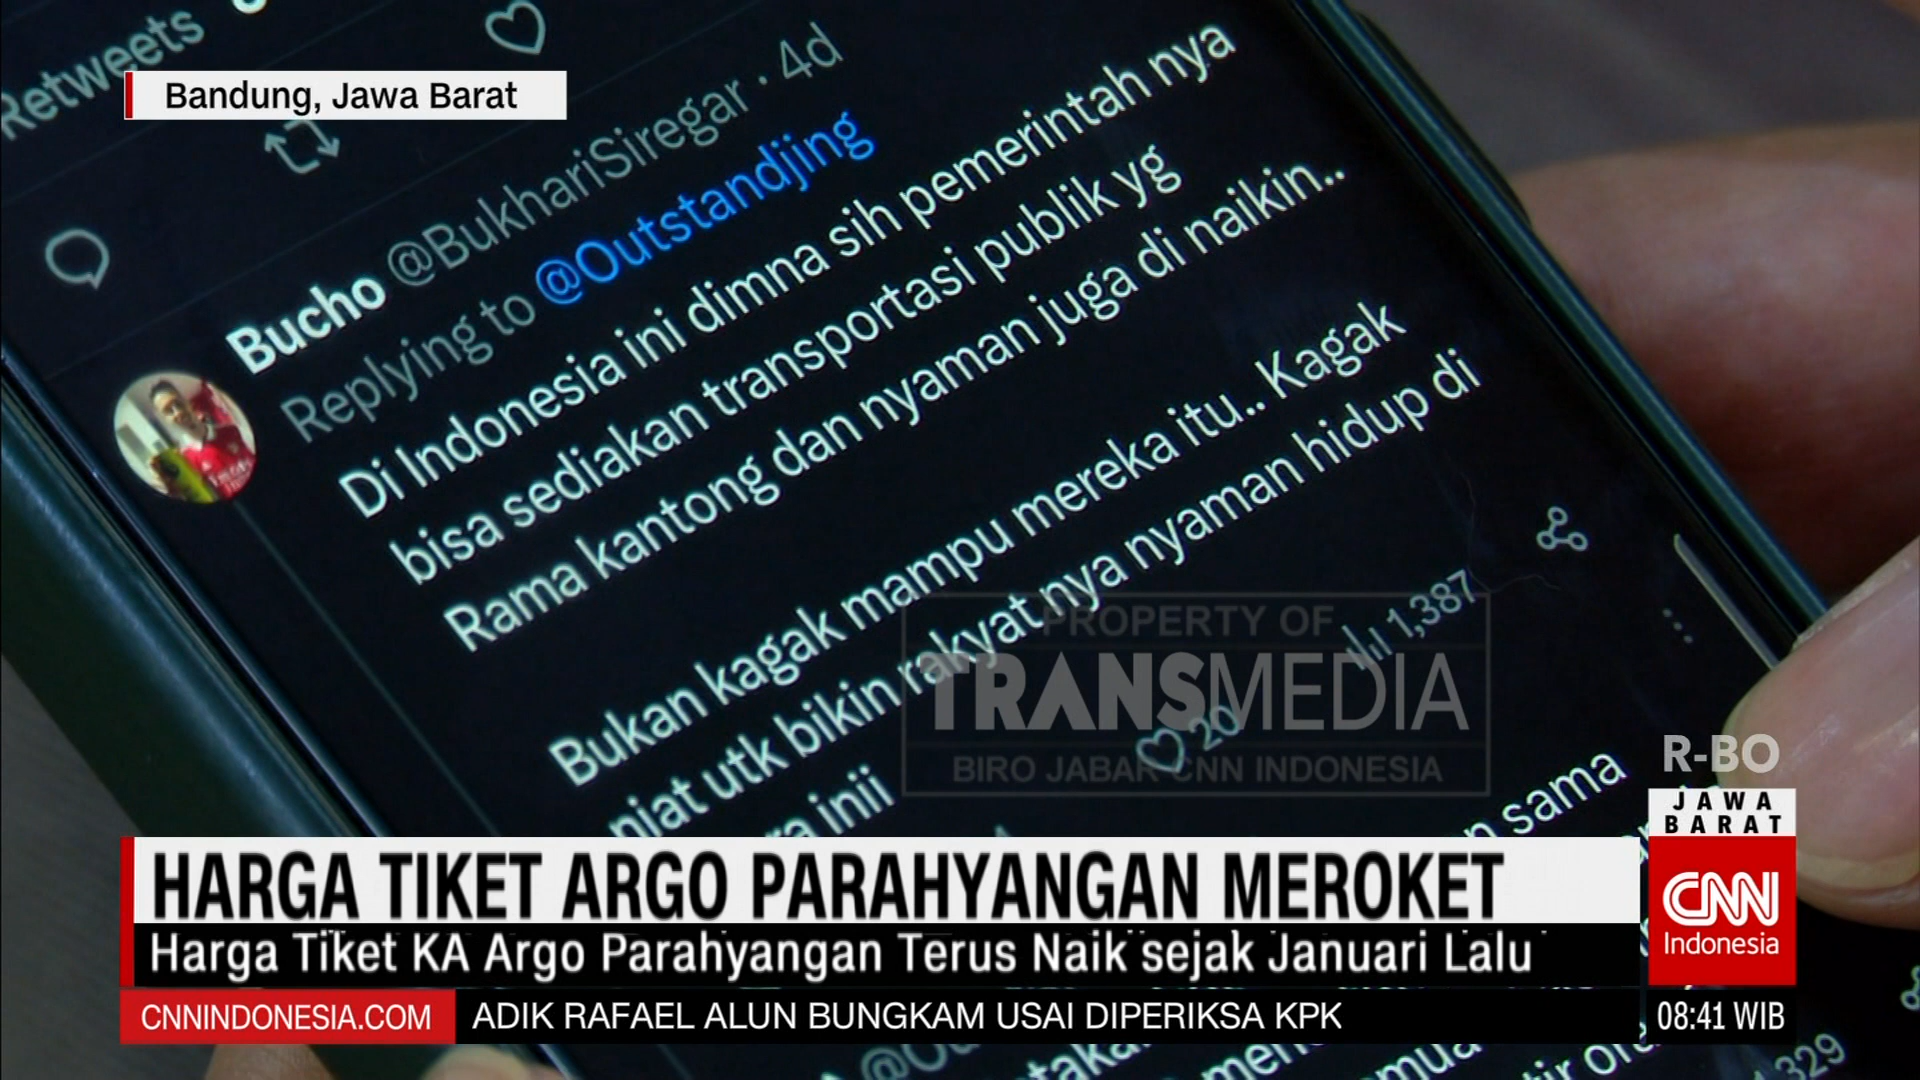 Retweets
Bandung, Jawa Barat
Bucho @BukhariSiregar · 4d
Replying to @Outstandjing
Di Indonesia ini dimna sih pemerintah nya
bisa sediakan transportasi publik yg
Rama kantong dan nyaman juga di naikin..
Bukan kagak mampu mereka itu.. Kagak
niat utk bikin rakyat nya nyaman hidup di
inii
20
1,387
PROPERTY OF
TRANSMEDIA
BIRO JABAR CNN INDONESIA
sama
R-BO
JAWA
BARAT
CNN
Indonesia
HARGA TIKET ARGO PARAHYANGAN MEROKET
Harga Tiket KA Argo Parahyangan Terus Naik sejak Januari Lalu
CNNINDONESIA.COM
ADIK RAFAEL ALUN BUNGKAM USAI DIPERIKSA KPK
08:41 WIB